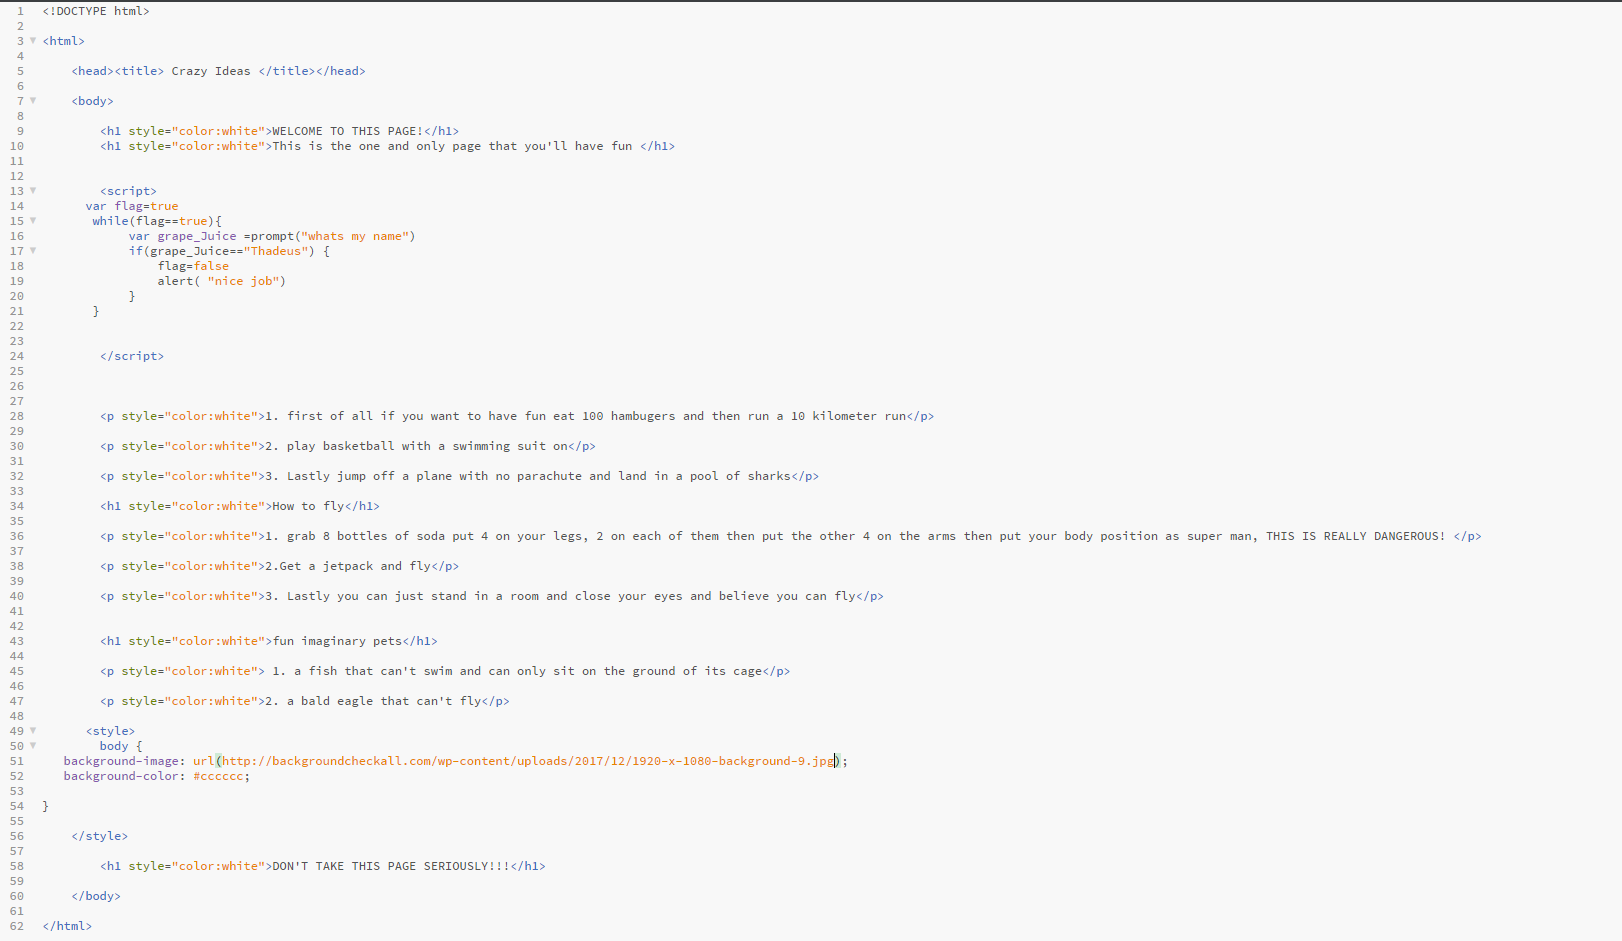 1 <!DOCTYPE html>
2
3 <html>
4
5 <head><title> Crazy Ideas </title></head>
6
7 <body>
8
9 <h1 style="color:white">WELCOME TO THIS PAGE!</h1>
10 <h1 style="color:white">This is the one and only page that you'll have fun </h1>
11
12
13 <script>
14 var flag=true
15 while(flag==true){
16 var grape_Juice =prompt("whats my name")
17 if(grape_Juice=="Thadeus") {
18 flag=false
19 alert( "nice job")
20 }
21 }
22
23
24 </script>
25
26
27
28 <p style="color:white">1. first of all if you want to have fun eat 100 hambugers and then run a 10 kilometer run</p>
29
30 <p style="color:white">2. play basketball with a swimming suit on</p>
31
32 <p style="color:white">3. Lastly jump off a plane with no parachute and land in a pool of sharks</p>
33
34 <h1 style="color:white">How to fly</h1>
35
36 <p style="color:white">1. grab 8 bottles of soda put 4 on your legs, 2 on each of them then put the other 4 on the arms then put your body position as super man, THIS IS REALLY DANGEROUS! </p>
37
38 <p style="color:white">2.Get a jetpack and fly</p>
39
40 <p style="color:white">3. Lastly you can just stand in a room and close your eyes and believe you can fly</p>
41
42
43 <h1 style="color:white">fun imaginary pets</h1>
44
45 <p style="color:white"> 1. a fish that can't swim and can only sit on the ground of its cage</p>
46
47 <p style="color:white">2. a bald eagle that can't fly</p>
48
49 <style>
50 body {
51 background-image: url(http://backgroundcheckall.com/wp-content/uploads/2017/12/1920-x-1080-background-9.jpg);
52 background-color: #cccccc;
53
54 }
55
56 </style>
57
58 <h1 style="color:white">DON'T TAKE THIS PAGE SERIOUSLY!!!</h1>
59
60 </body>
61
62 </html>